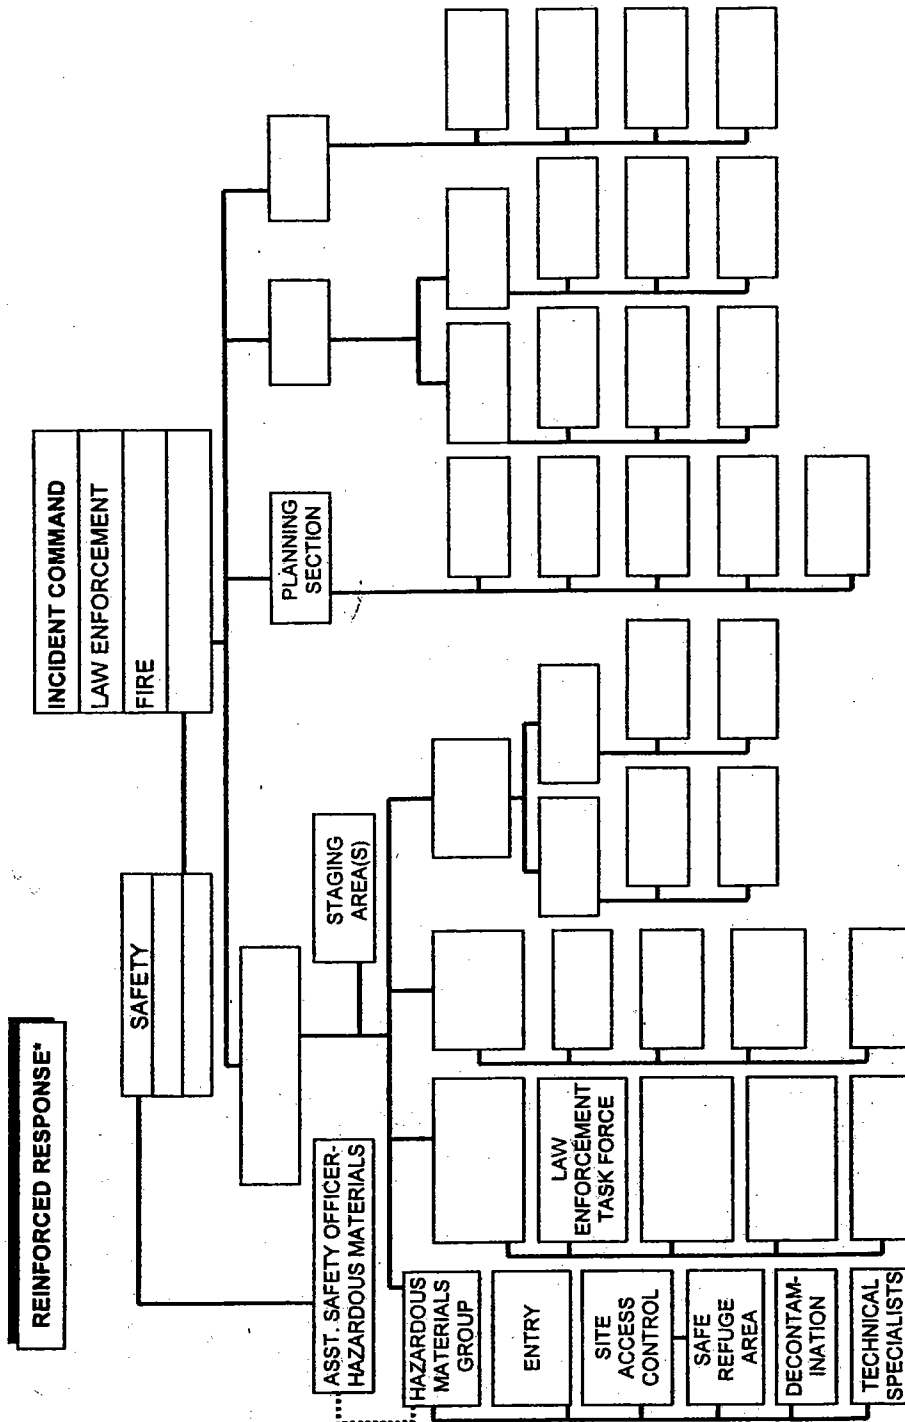 REINFORCED RESPONSE*
INCIDENT COMMAND
LAW ENFORCEMENT
FIRE
SAFETY
PLANNING
SECTION
STAGING
AREA(S)
ASST. SAFETY OFFICER-
HAZARDOUS MATERIALS
HAZARDOUS
MATERIALS
GROUP
LAW
ENFORCEMENT
TASK FORCE
ENTRY
SITE
ACCESS
CONTROL
SAFE
REFUGE
AREA
DECONTAM-
INATION
TECHNICAL
SPECIALISTS